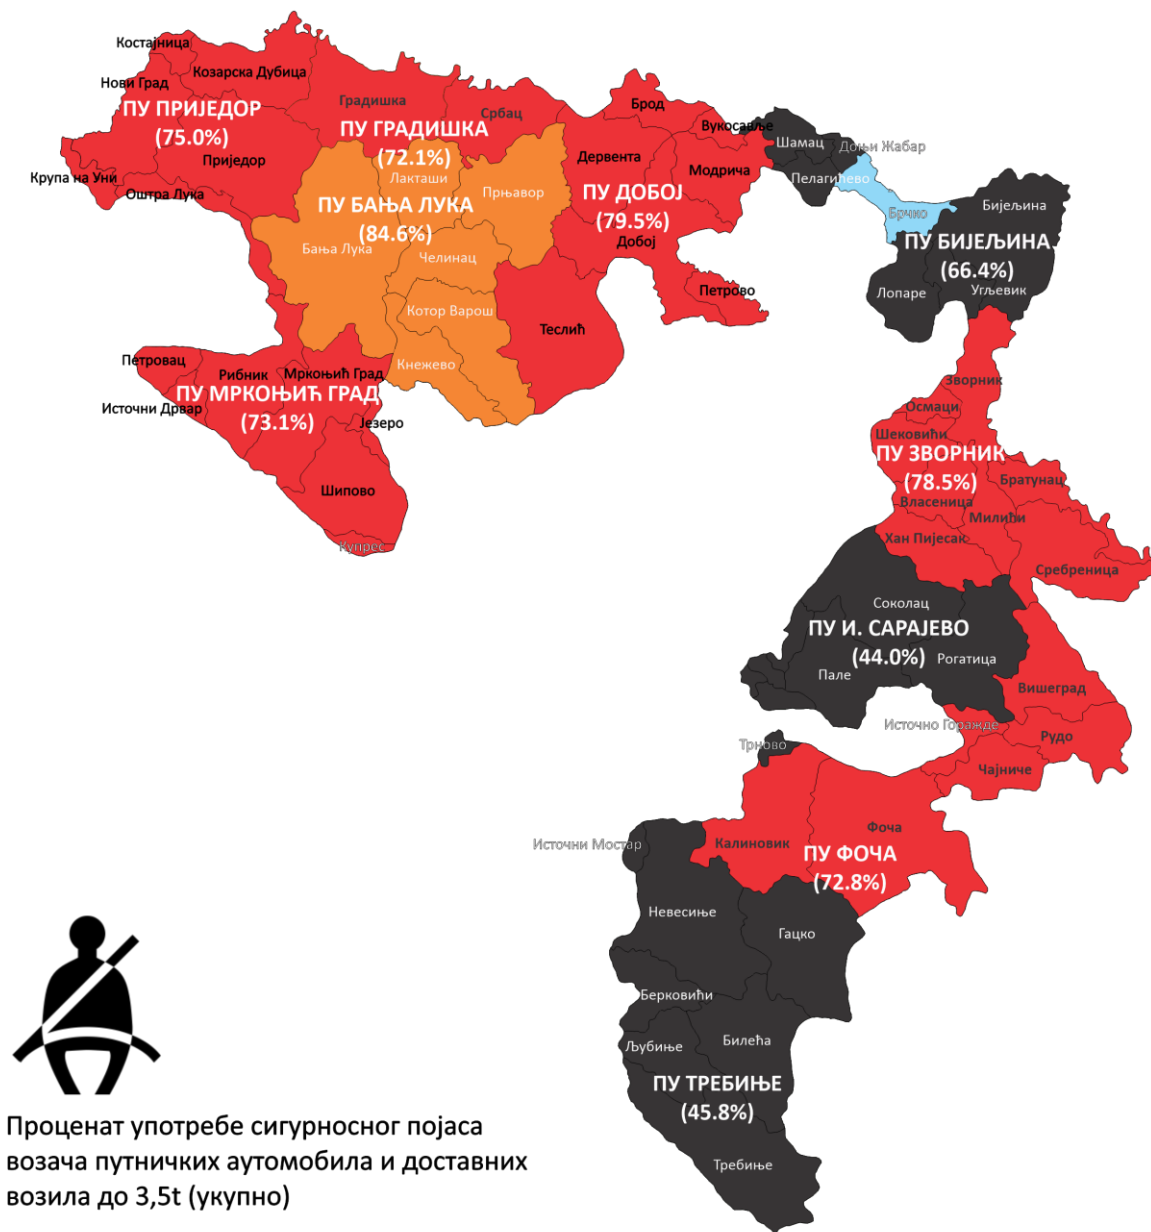 Костајница
Козарска Дубица
Нови Град
ПУ ПРИЈЕДОР
(75.0%)
Приједор
Крупа на Уни
Оштра Лука
Градишка
Србац
ПУ ГРАДИШКА
(72.1%)
Лакташи
Прњавор
ПУ БАЊА ЛУКА
(84.6%)
Бања Лука
Челинац
Котор Варош
Кнежево
Брод
Вукосавље
Дервента
Модрича
ПУ ДОБОЈ
(79.5%)
Добој
Петрово
Теслић
Шамац
Доњи Жабар
Пелагићево
Брчко
Бијељина
ПУ БИЈЕЉИНА
(66.4%)
Лопаре
Угљевик
Петровац
Рибник
Мркоњић Град
ПУ МРКОЊИЋ ГРАД
(73.1%)
Источни Дрвар
Језеро
Шипово
Купрес
Зворник
Осмаци
Шековићи
ПУ ЗВОРНИК
(78.5%)
Братунац
Власеница
Милићи
Хан Пијесак
Сребреница
Соколац
ПУ И. САРАЈЕВО
(44.0%)
Рогатица
Пале
Вишеград
Источно Горажде
Рудо
Чајниче
Трново
Фоча
Калиновик
ПУ ФОЧА
(72.8%)
Источни Мостар
Невесиње
Гацко
Берковићи
Љубиње
Билећа
ПУ ТРЕБИЊЕ
(45.8%)
Требиње
Проценат употребе сигурносног појаса
возача путничких аутомобила и доставних
возила до 3,5t (укупно)